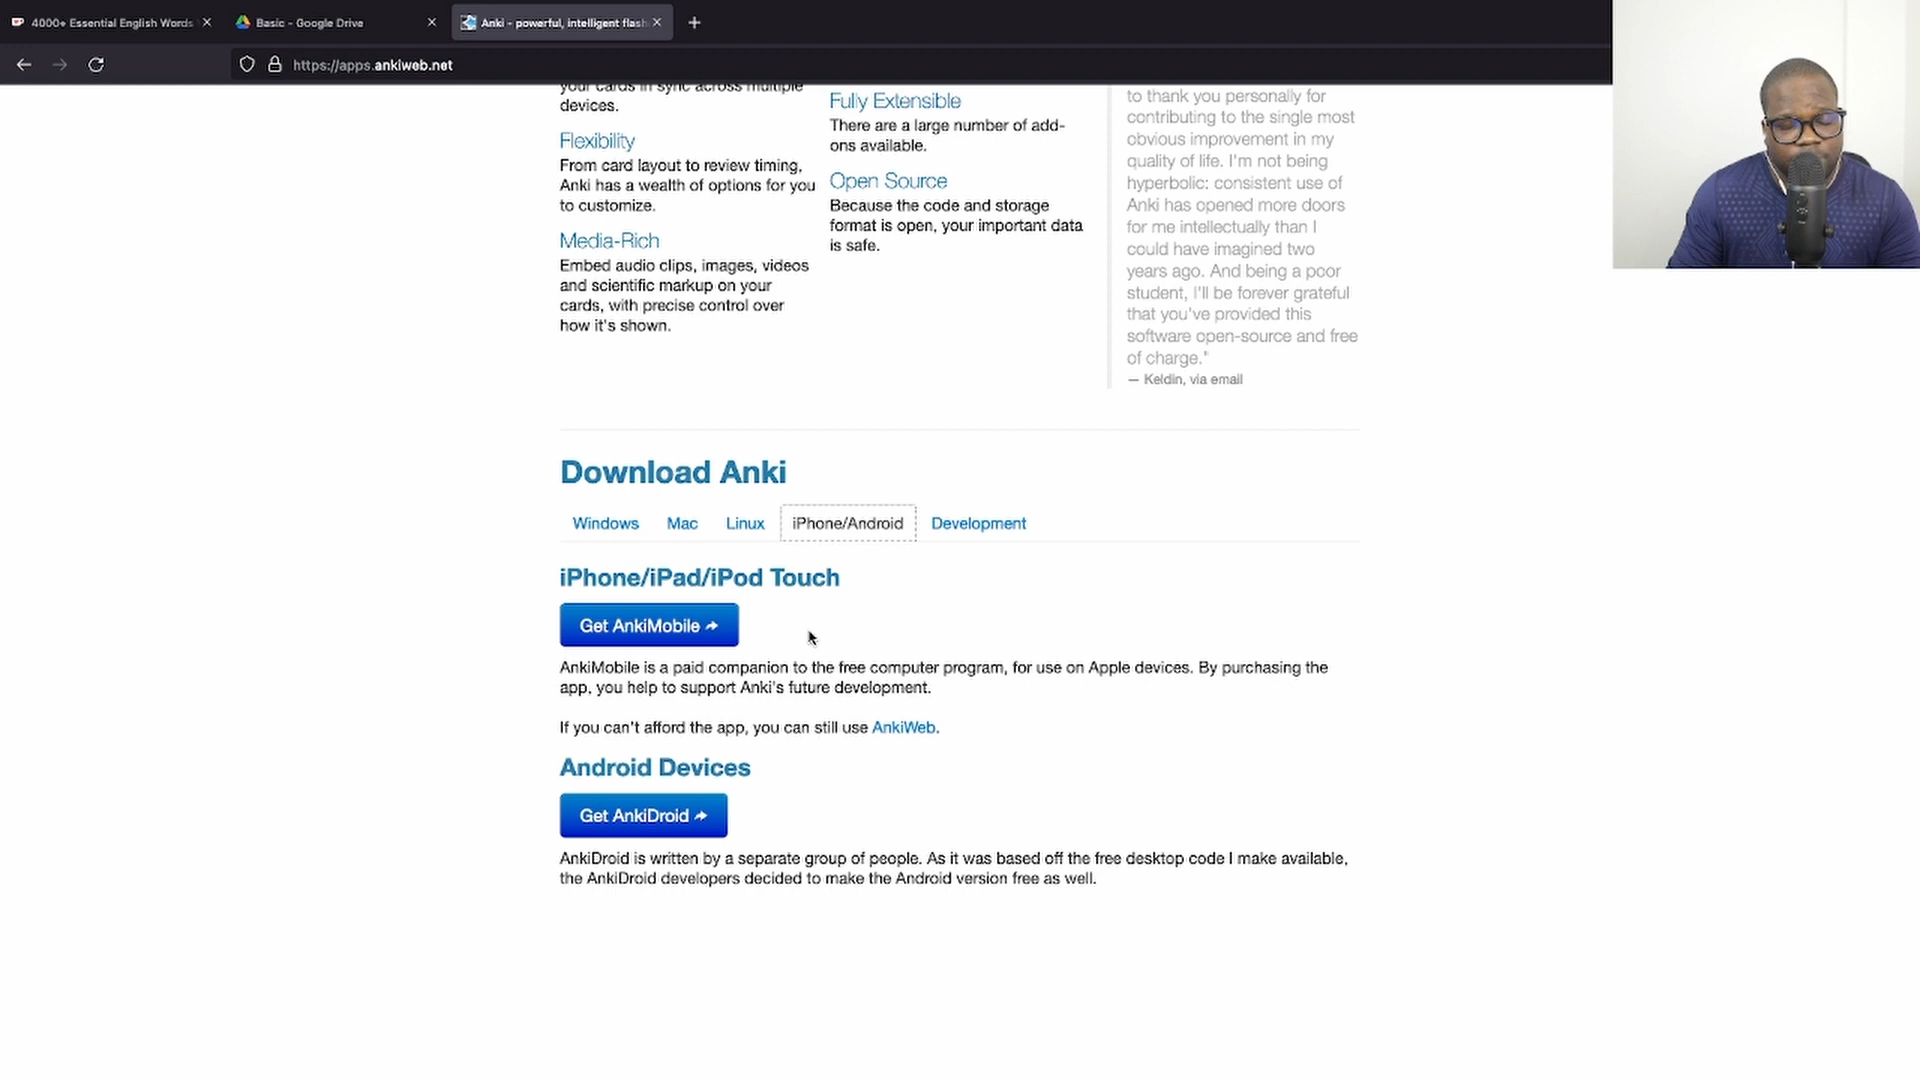 4000+ Essential English Words
Basic - Google Drive
Anki - powerful, intelligent flash
https://apps.ankiweb.net
your cards in sync across multiple
devices.
Flexibility
From card layout to review timing,
Anki has a wealth of options for you
to customize.
Media-Rich
Embed audio clips, images, videos
and scientific markup on your
cards, with precise control over
how it's shown.
Fully Extensible
There are a large number of add-
ons available.
Open Source
Because the code and storage
format is open, your important data
is safe.
to thank you personally for
contributing to the single most
obvious improvement in my
quality of life. I'm not being
hyperbolic: consistent use of
Anki has opened more doors
for me intellectually than I
could have imagined two
years ago. And being a poor
student, I'll be forever grateful
that you've provided this
software open-source and free
of charge."
— Keldin, via email
Download Anki
Windows Mac Linux iPhone/Android Development
iPhone/iPad/iPod Touch
Get AnkiMobile
AnkiMobile is a paid companion to the free computer program, for use on Apple devices. By purchasing the
app, you help to support Anki's future development.
If you can't afford the app, you can still use AnkiWeb.
Android Devices
Get AnkiDroid
AnkiDroid is written by a separate group of people. As it was based off the free desktop code I make available,
the AnkiDroid developers decided to make the Android version free as well.